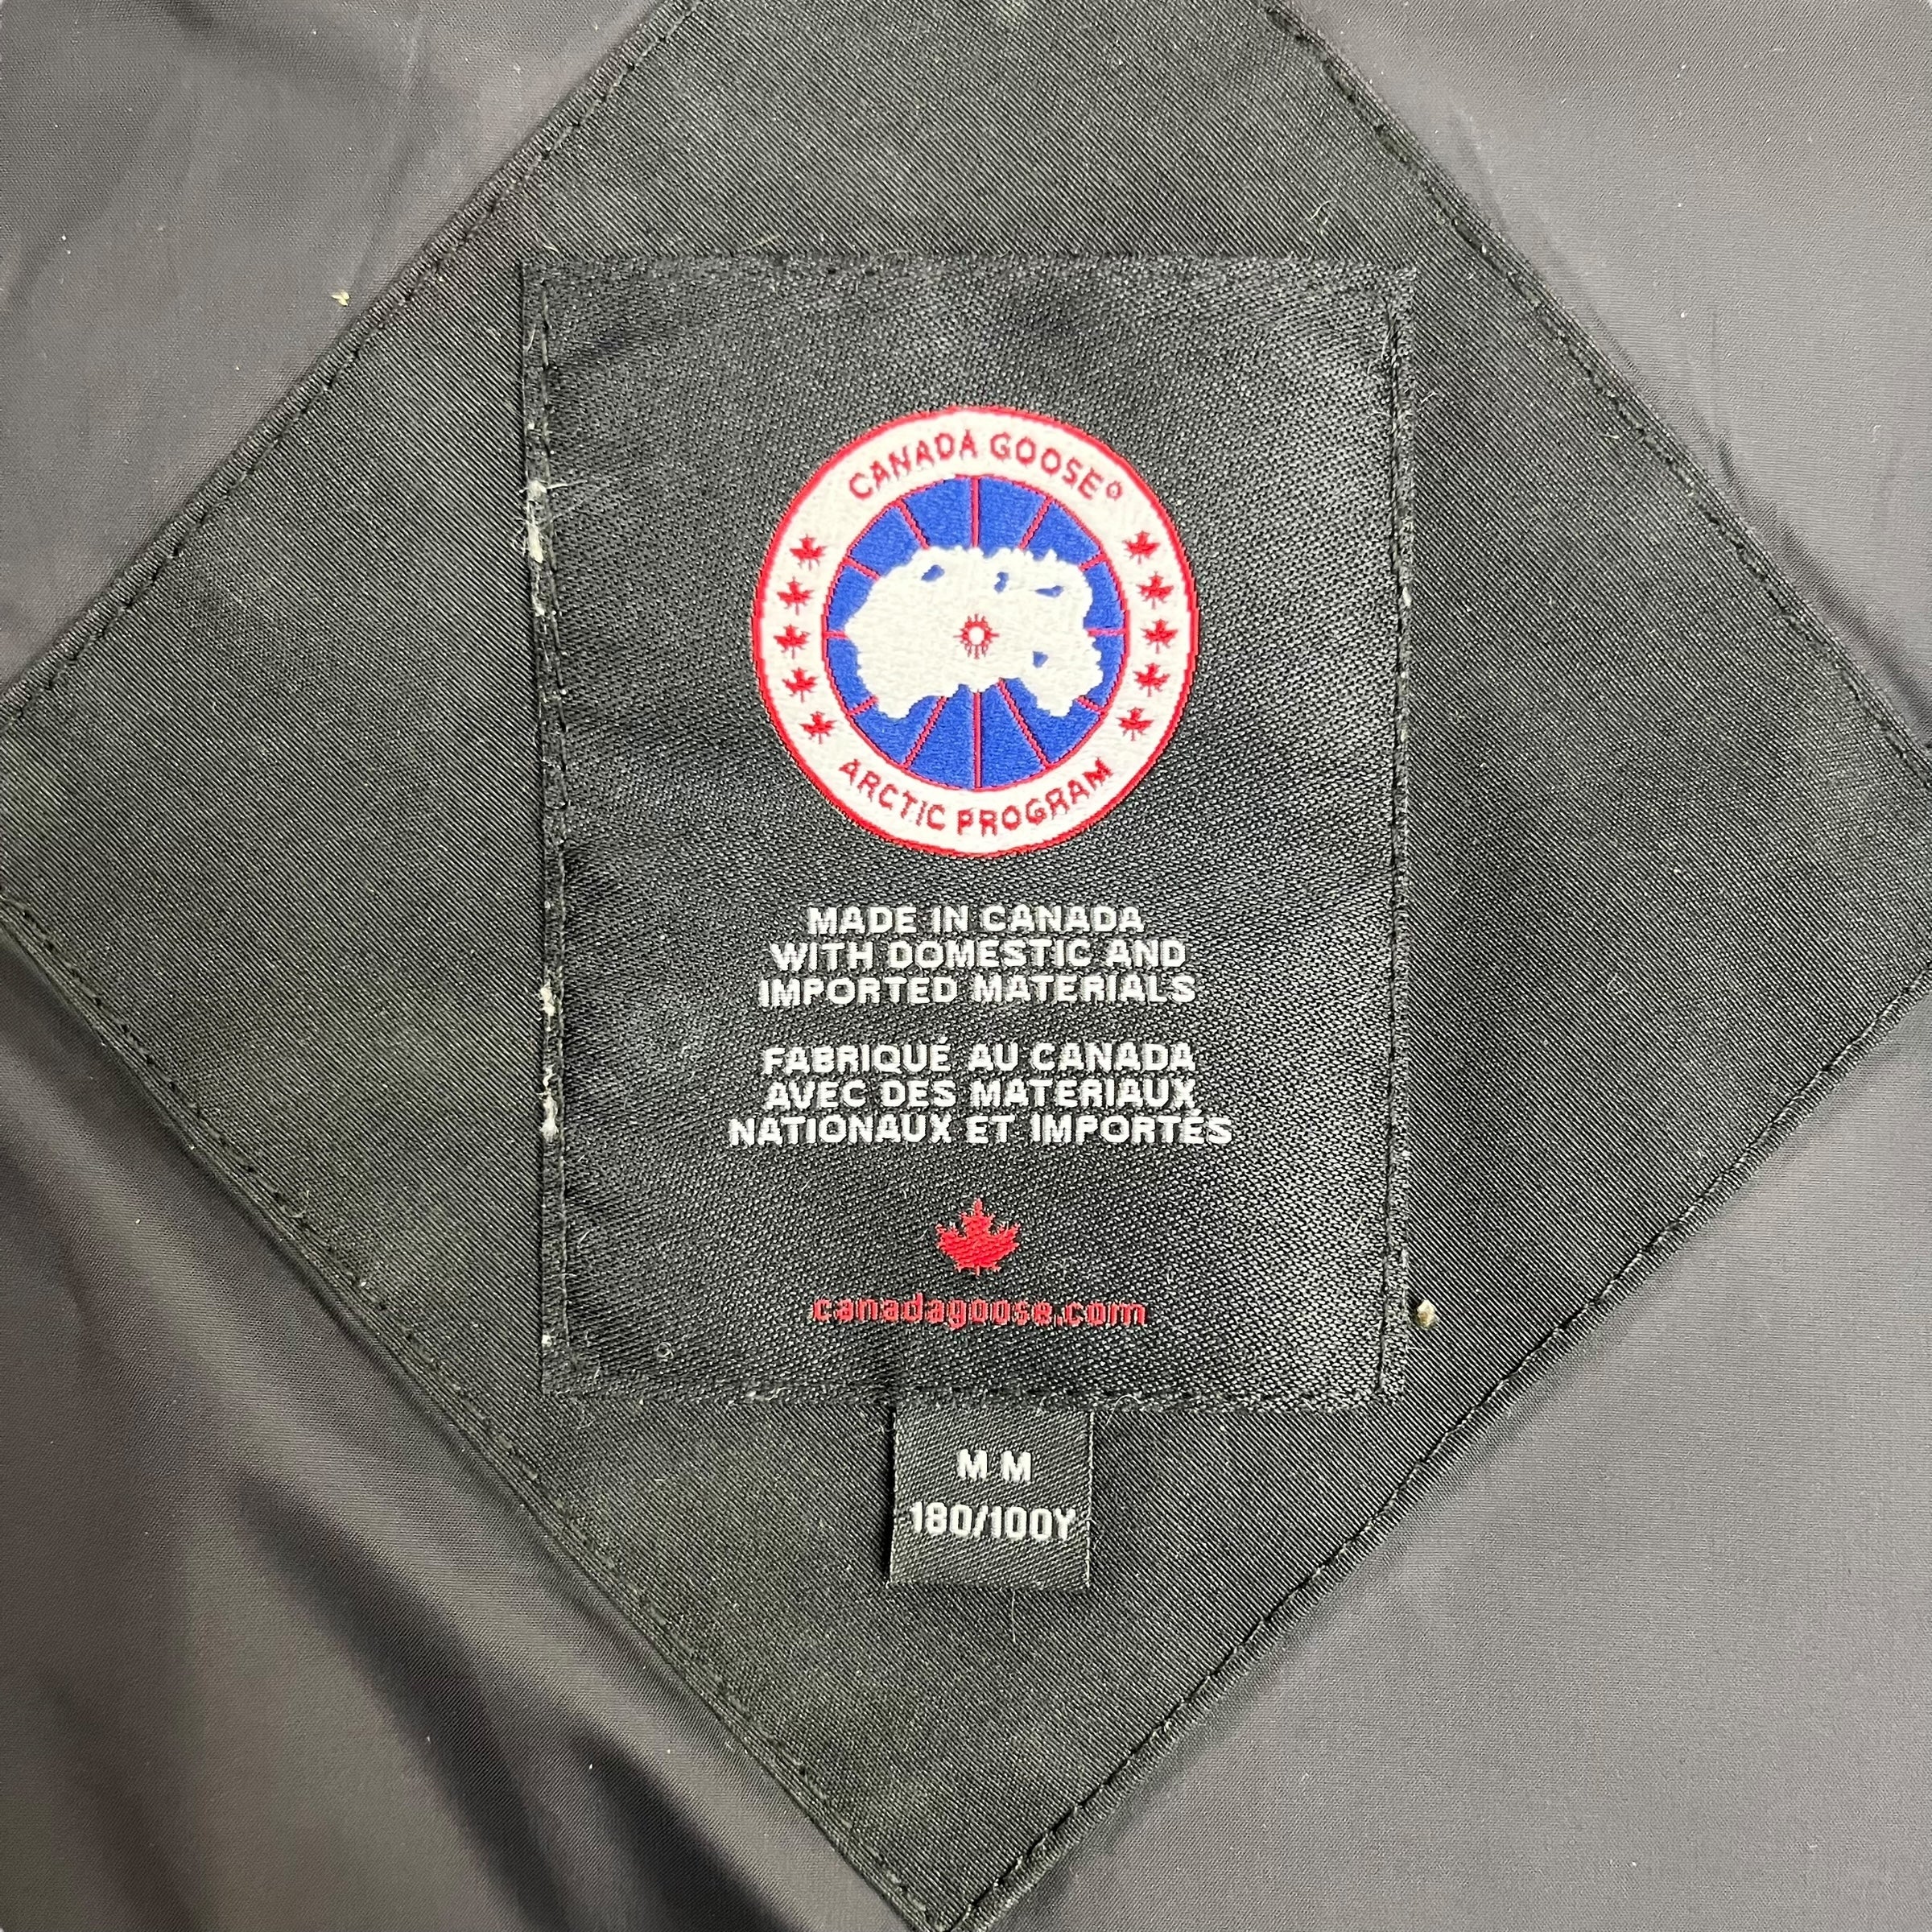 CANADA GOOSE
ARCTIC PROGRAM
MADE IN CANADA
WITH DOMESTIC AND
IMPORTED MATERIALS
FABRIQUÉ AU CANADA
AVEC DES MATERIAUX
NATIONAUX ET IMPORTÉS
canadagoose.com
M M
180/100Y